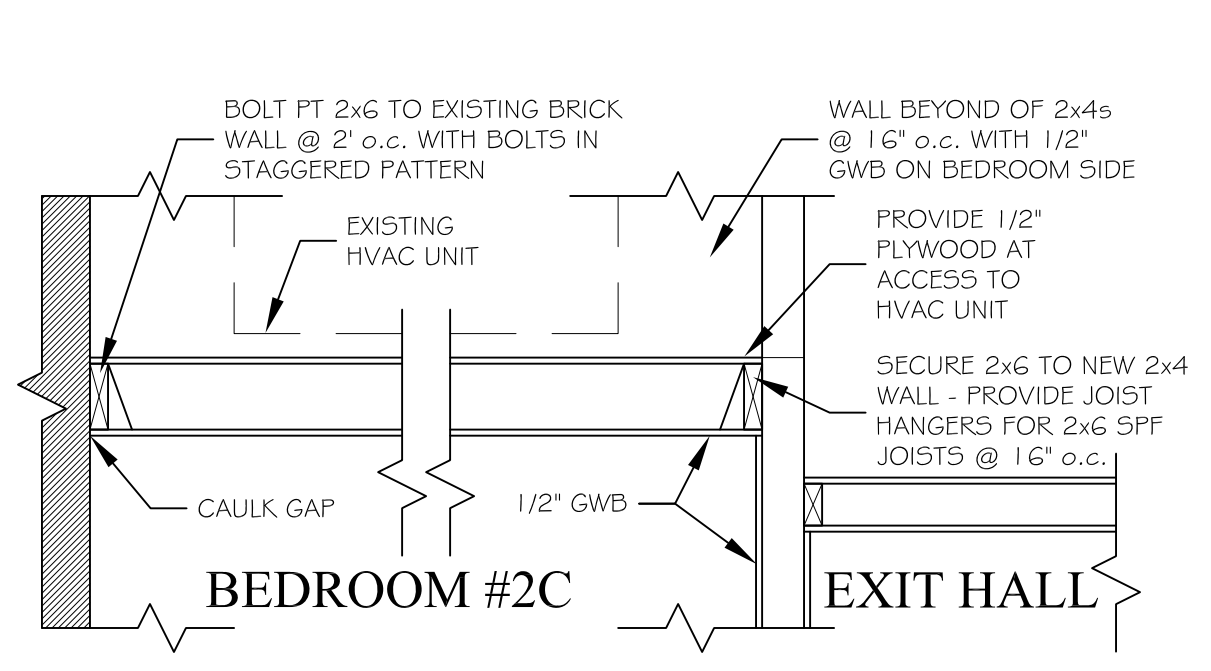 BOLT PT 2x6 TO EXISTING BRICK
WALL @ 2' o.c. WITH BOLTS IN
STAGGERED PATTERN
WALL BEYOND OF 2x4s
@ 16" o.c. WITH 1/2"
GWB ON BEDROOM SIDE
EXISTING
HVAC UNIT
PROVIDE 1/2"
PLYWOOD AT
ACCESS TO
HVAC UNIT
SECURE 2x6 TO NEW 2x4
WALL - PROVIDE JOIST
HANGERS FOR 2x6 SPF
JOISTS @ 16" o.c.
CAULK GAP
1/2" GWB
BEDROOM #2C
EXIT HALL